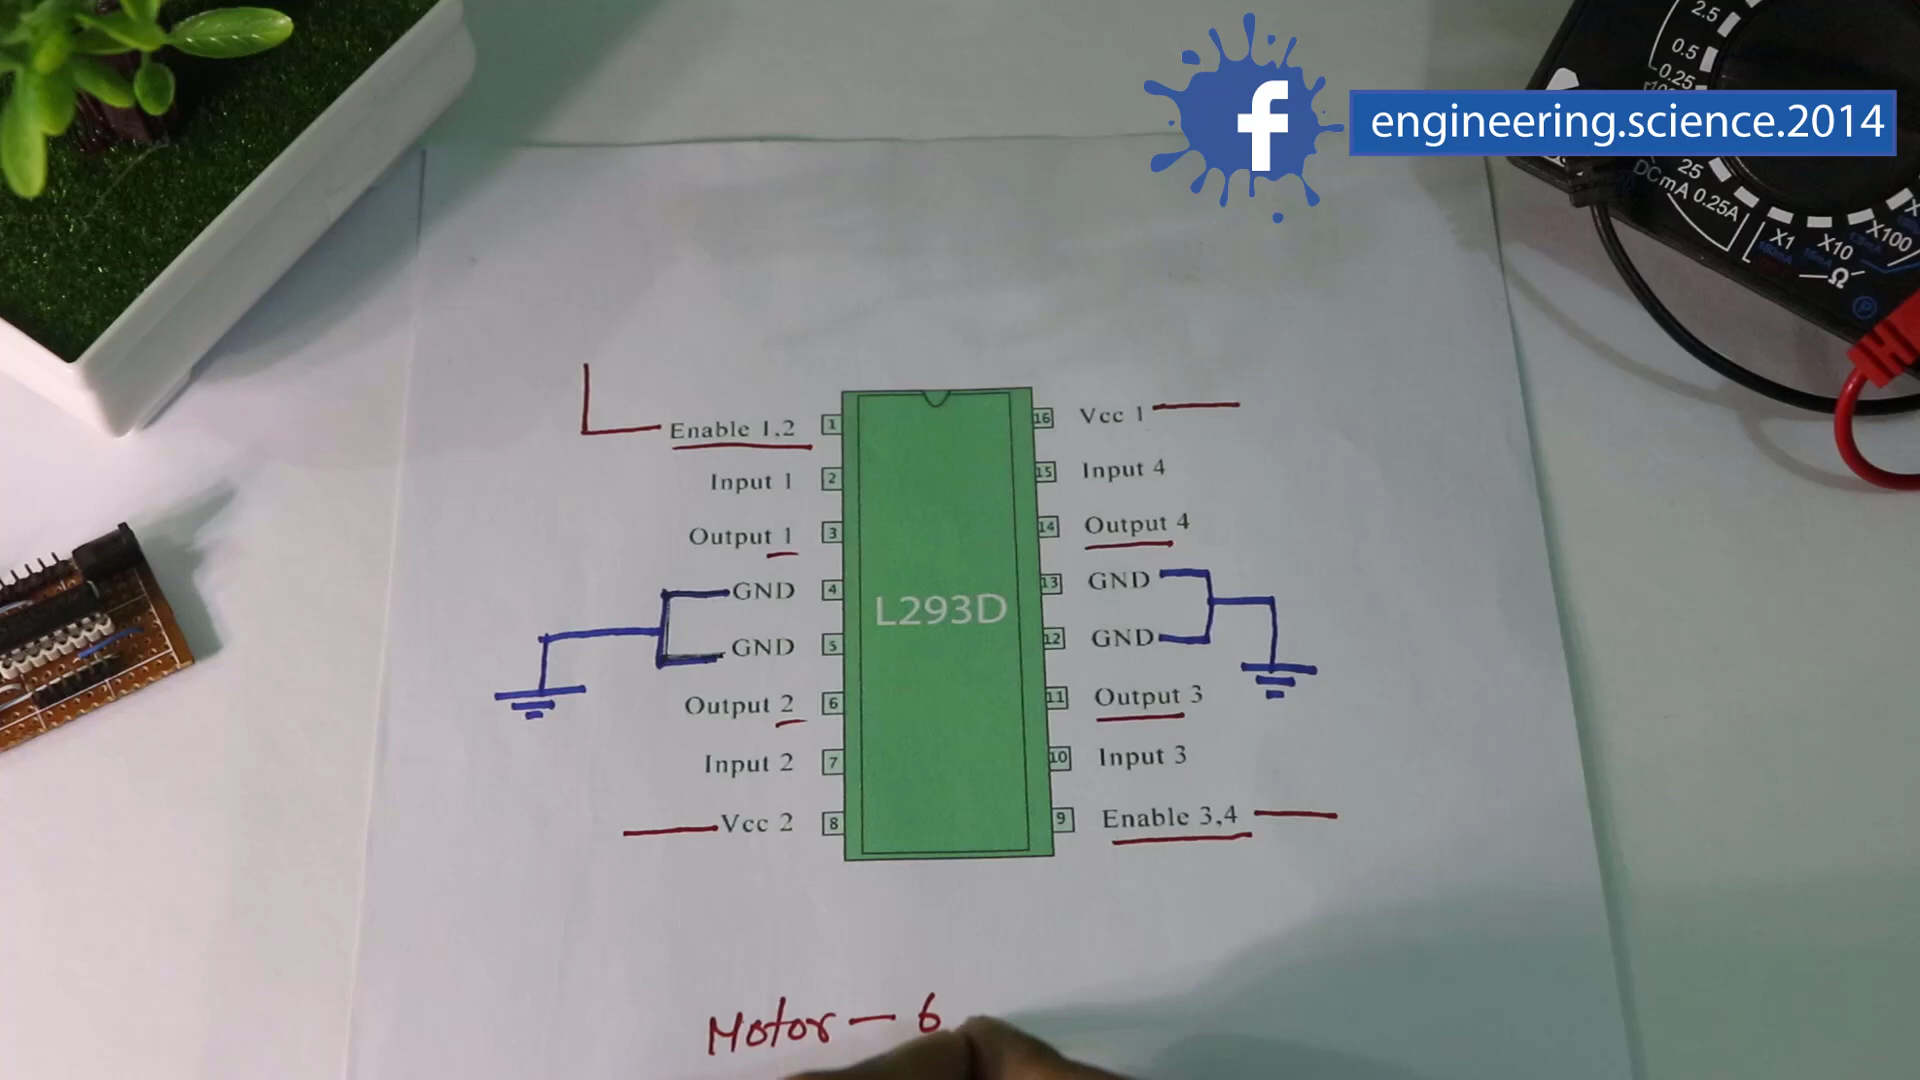 f engineering.science.2014
2.5
0.5
0.25
25
DCmA 0.25A
X1 X10 X100
Ω
P
Enable 1,2 1
Input 1 2
Output 1 3
GND 4
GND 5
Output 2 6
Input 2 7
Vcc 2 8
L293D
16 Vcc 1
15 Input 4
14 Output 4
13 GND
12 GND
11 Output 3
10 Input 3
9 Enable 3,4
Motor - 6